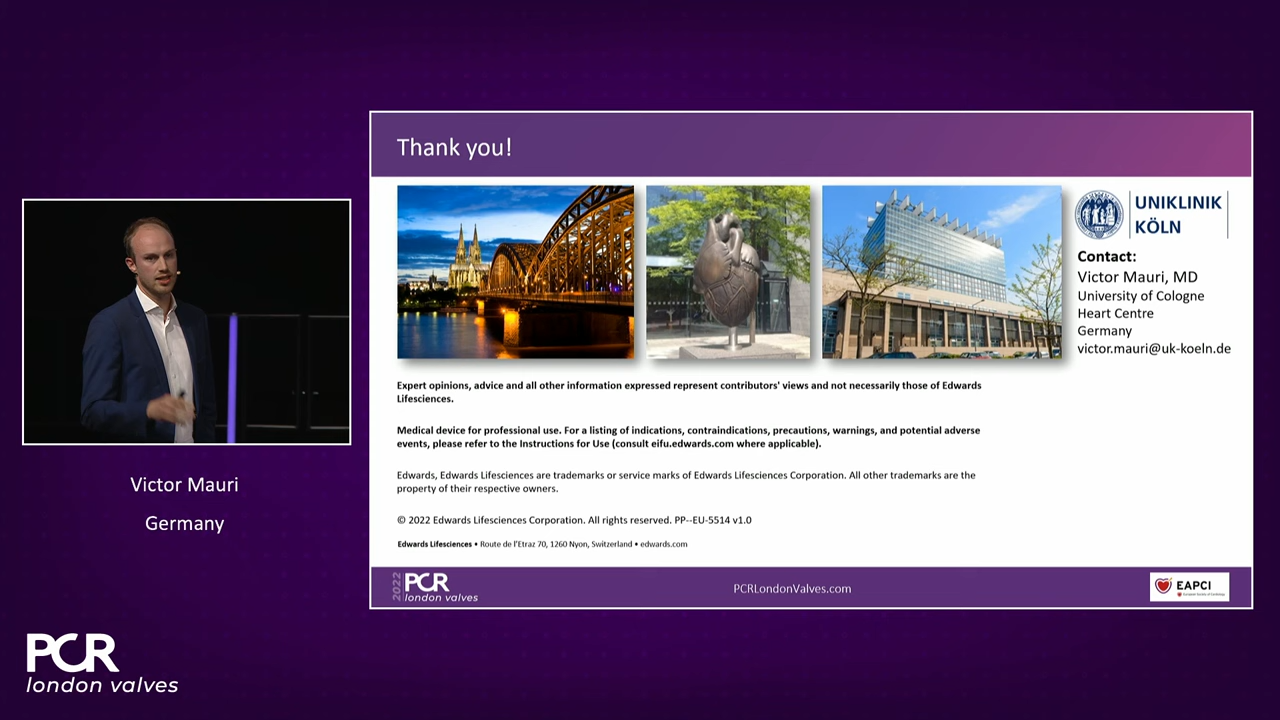 Thank you!
UNIKLINIK
KÖLN
Contact:
Victor Mauri, MD
University of Cologne
Heart Centre
Germany
victor.mauri@uk-koeln.de
Expert opinions, advice and all other information expressed represent contributors' views and not necessarily those of Edwards
Lifesciences.
Medical device for professional use. For a listing of indications, contraindications, precautions, warnings, and potential adverse
events, please refer to the Instructions for Use (consult eifu.edwards.com where applicable).
Edwards, Edwards Lifesciences are trademarks or service marks of Edwards Lifesciences Corporation. All other trademarks are the
property of their respective owners.
© 2022 Edwards Lifesciences Corporation. All rights reserved. PP--EU-5514 v1.0
Edwards Lifesciences • Route de l'Etraz 70, 1260 Nyon, Switzerland • edwards.com
2022
PCR
london valves
PCRLondonValves.com
EAPCI
Victor Mauri
Germany
PCR
london valves